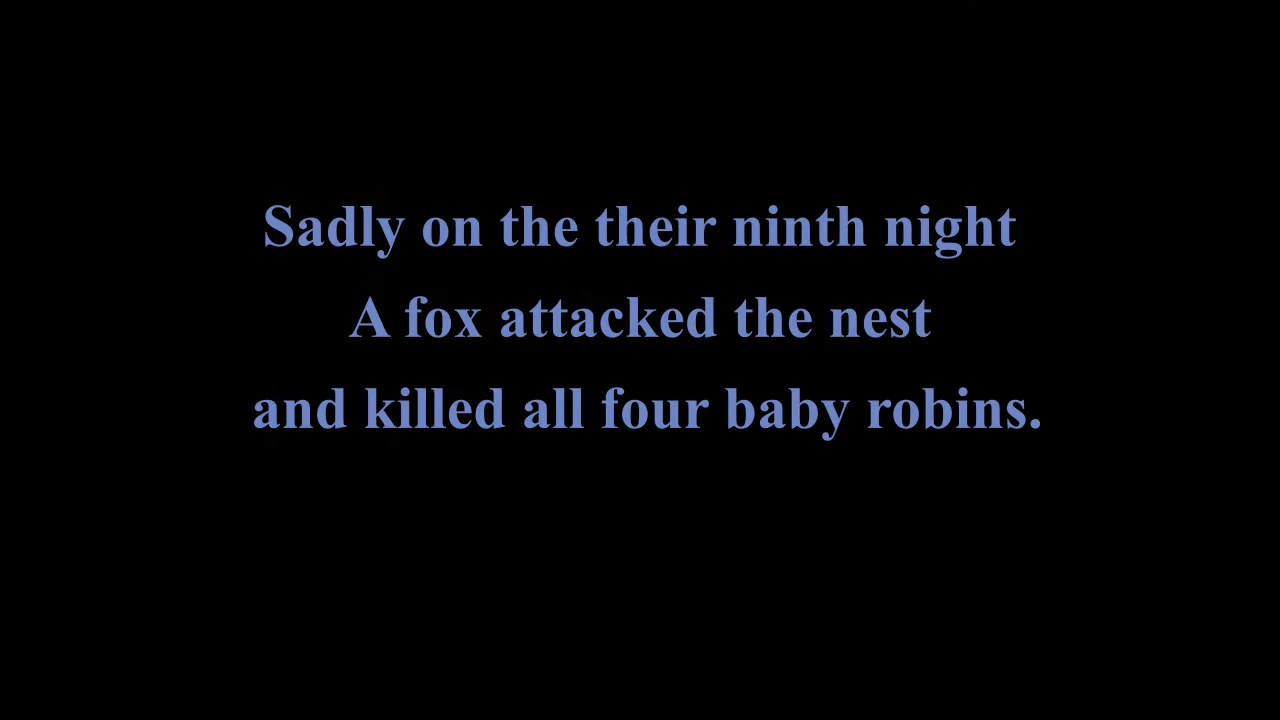 Sadly on the their ninth night
A fox attacked the nest
and killed all four baby robins.